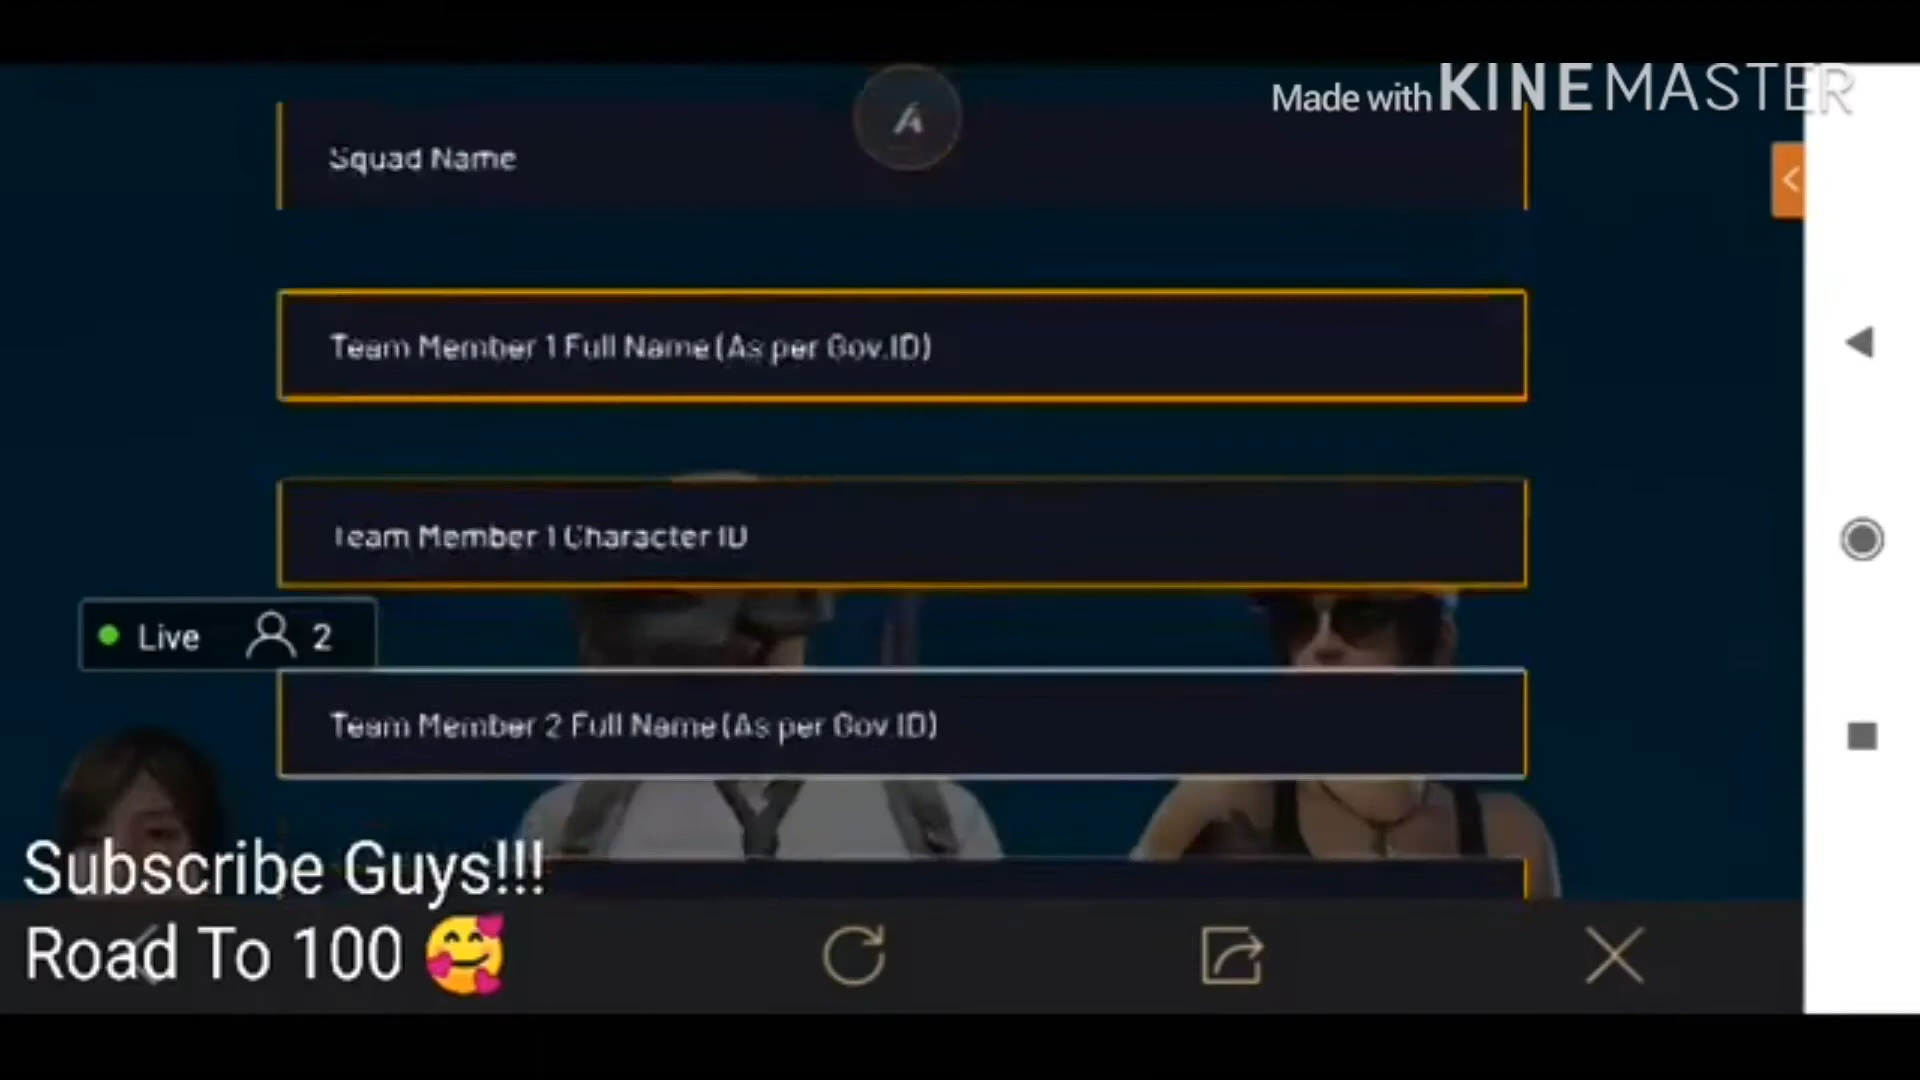 Made with KINEMASTER
Squad Name
Team Member 1 Full Name (As per Gov.ID)
Team Member 1 Character ID
Live 2
Team Member 2 Full Name (As per Gov ID)
Subscribe Guys!!!
Road To 100 🥰